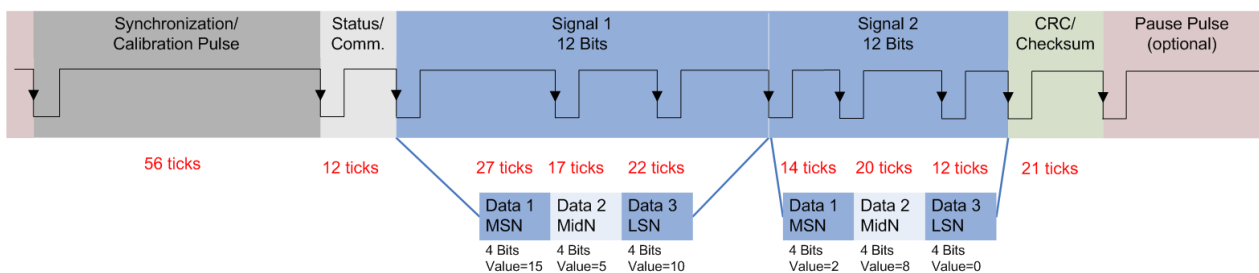 Synchronization/
Calibration Pulse
Status/
Comm.
Signal 1
12 Bits
Signal 2
12 Bits
CRC/
Checksum
Pause Pulse
(optional)
56 ticks
12 ticks
27 ticks
17 ticks
22 ticks
14 ticks
20 ticks
12 ticks
21 ticks
Data 1
MSN
Data 2
MidN
Data 3
LSN
Data 1
MSN
Data 2
MidN
Data 3
LSN
4 Bits
Value=15
4 Bits
Value=5
4 Bits
Value=10
4 Bits
Value=2
4 Bits
Value=8
4 Bits
Value=0